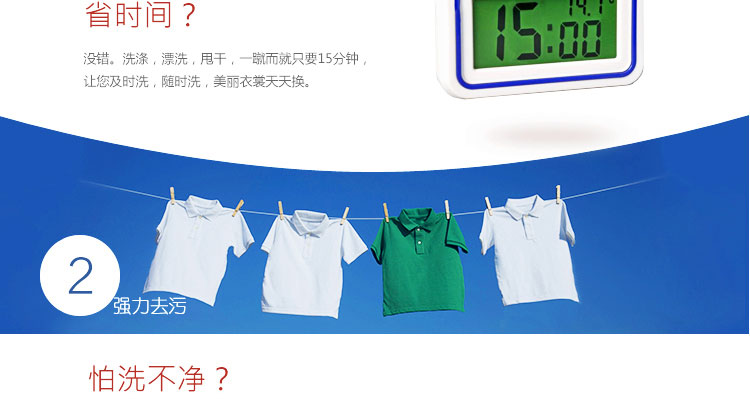 省时间？
14.1°
15:00
没错。洗涤，漂洗，甩干，一蹴而就只要15分钟，
让您及时洗，随时洗，美丽衣裳天天换。
2
强力去污
怕洗不净？